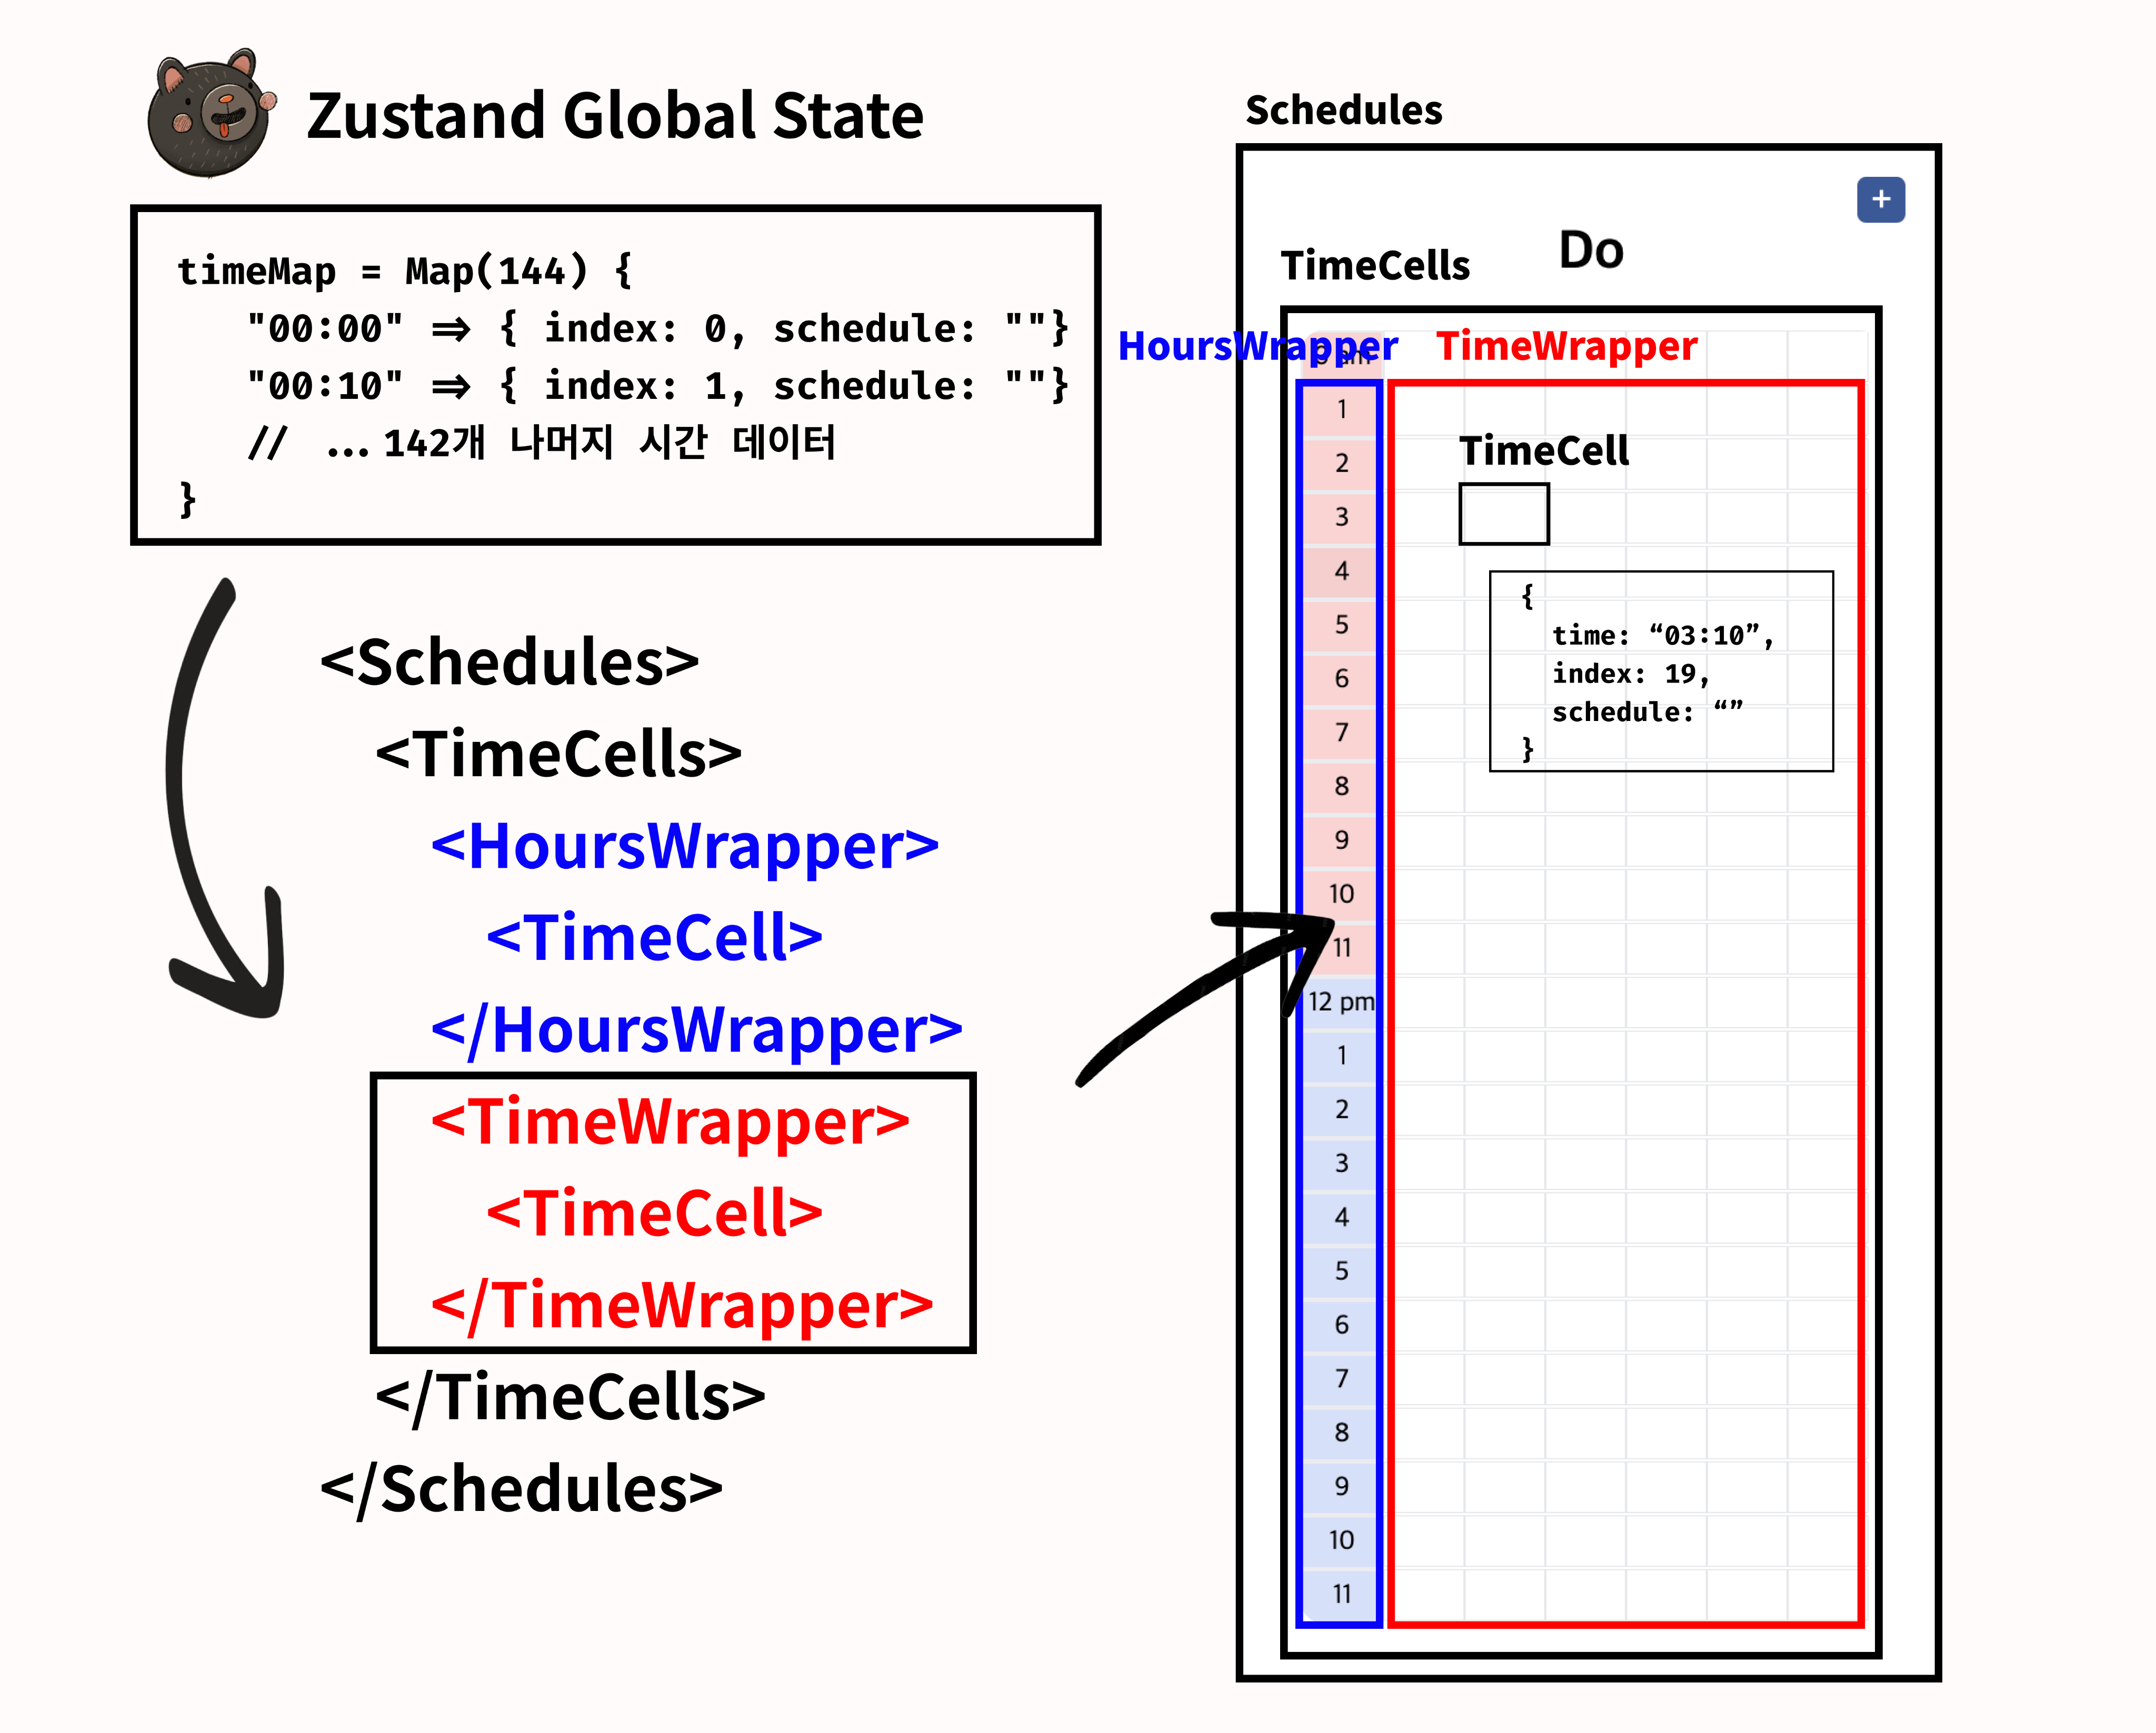 Zustand Global State
timeMap = Map(144) {
"00:00" => { index: 0, schedule: ""}
"00:10" => { index: 1, schedule: ""}
// ... 142개 나머지 시간 데이터
}
<Schedules>
<TimeCells>
<HoursWrapper>
<TimeCell>
</HoursWrapper>
<TimeWrapper>
<TimeCell>
</TimeWrapper>
</TimeCells>
</Schedules>
Schedules
+
Do
TimeCells
HoursWrapper
TimeWrapper
am
1
2
3
4
5
6
7
8
9
10
11
12 pm
1
2
3
4
5
6
7
8
9
10
11
TimeCell
{
time: “03:10”,
index: 19,
schedule: “”
}